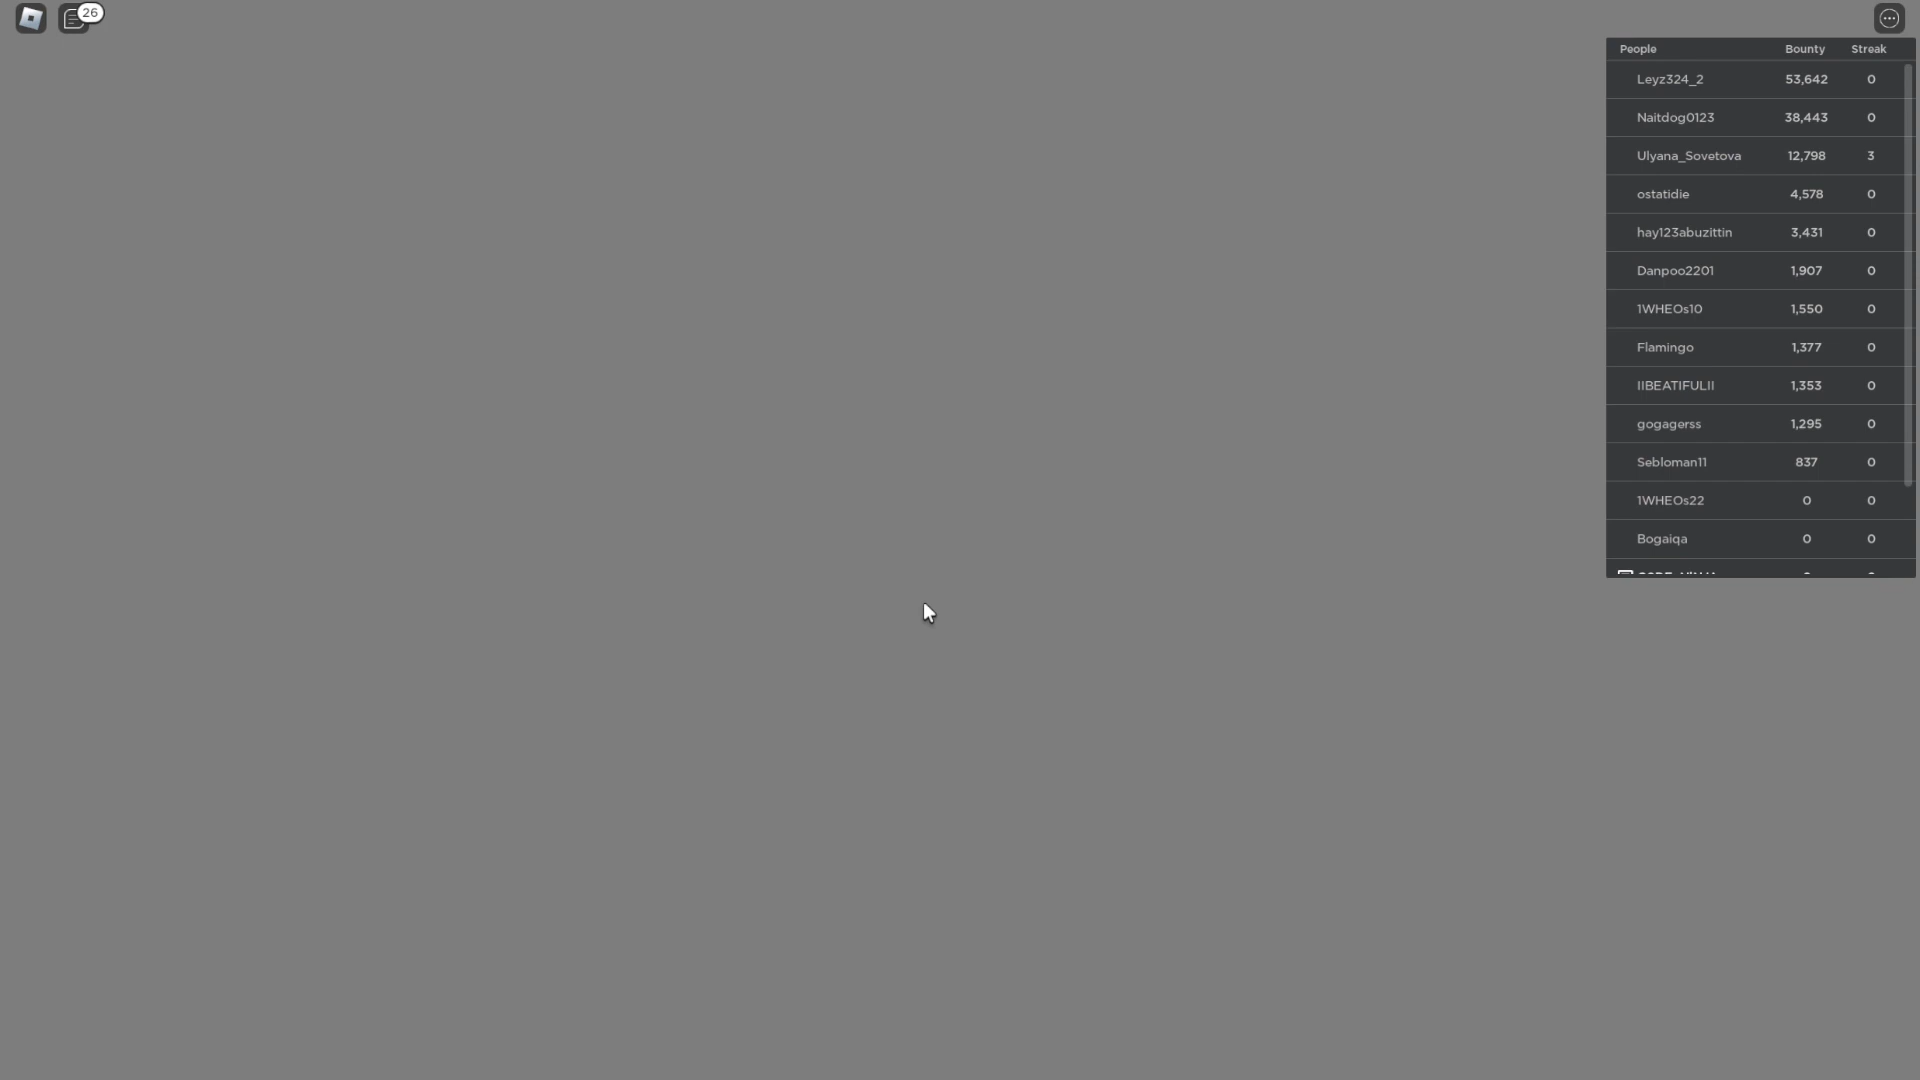 26
People Bounty Streak
Leyz324_2 53,642 0
Naitdog0123 38,443 0
Ulyana_Sovetova 12,798 3
ostatidie 4,578 0
hay123abuzittin 3,431 0
Danpoo2201 1,907 0
1WHEOs10 1,550 0
Flamingo 1,377 0
IIBEATIFULII 1,353 0
gogagerss 1,295 0
Sebloman11 837 0
1WHEOs22 0 0
Bogaiqa 0 0